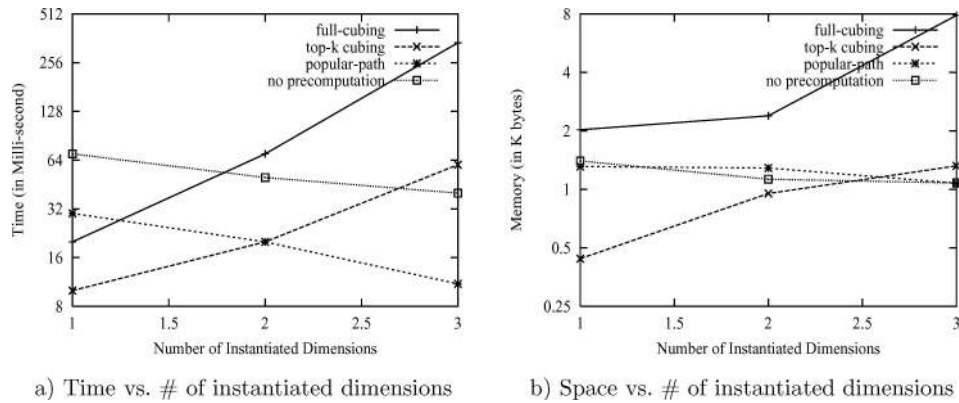 512
256
128
64
32
16
8
Time (in Milli-second)
full-cubing
top-k cubing
popular-path
no precomputation
1
1.5
2
2.5
3
Number of Instantiated Dimensions
a) Time vs. # of instantiated dimensions
8
4
2
1
0.5
0.25
Memory (in K bytes)
full-cubing
top-k cubing
popular-path
no precomputation
1
1.5
2
2.5
3
Number of Instantiated Dimensions
b) Space vs. # of instantiated dimensions